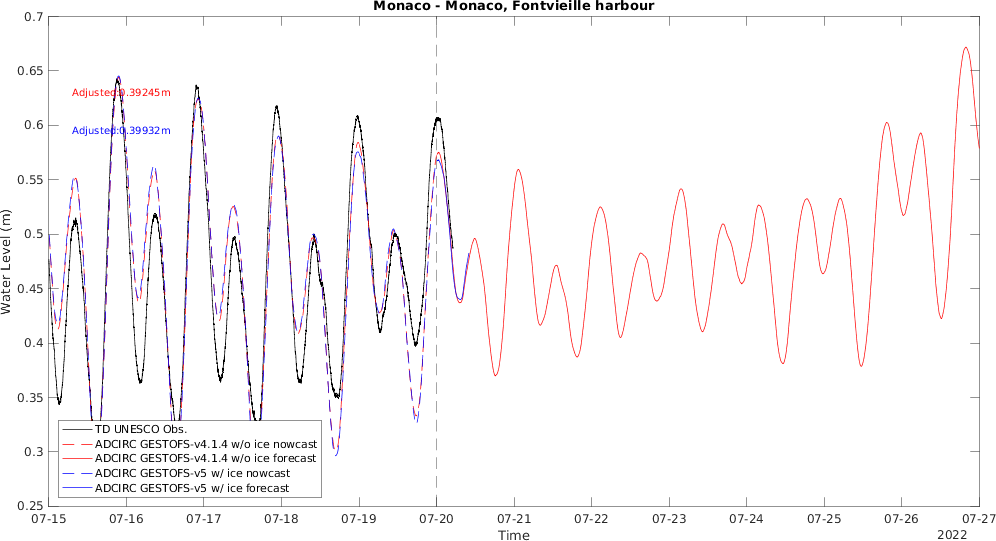 Monaco - Monaco, Fontvieille harbour
Water Level (m)
0.7
0.65
0.6
0.55
0.5
0.45
0.4
0.35
0.3
0.25
Adjusted:0.39245m
Adjusted:0.39932m
TD UNESCO Obs.
ADCIRC GESTOFS-v4.1.4 w/o ice nowcast
ADCIRC GESTOFS-v4.1.4 w/o ice forecast
ADCIRC GESTOFS-v5 w/ ice nowcast
ADCIRC GESTOFS-v5 w/ ice forecast
07-15 07-16 07-17 07-18 07-19 07-20 07-21 07-22 07-23 07-24 07-25 07-26 07-27
Time
2022